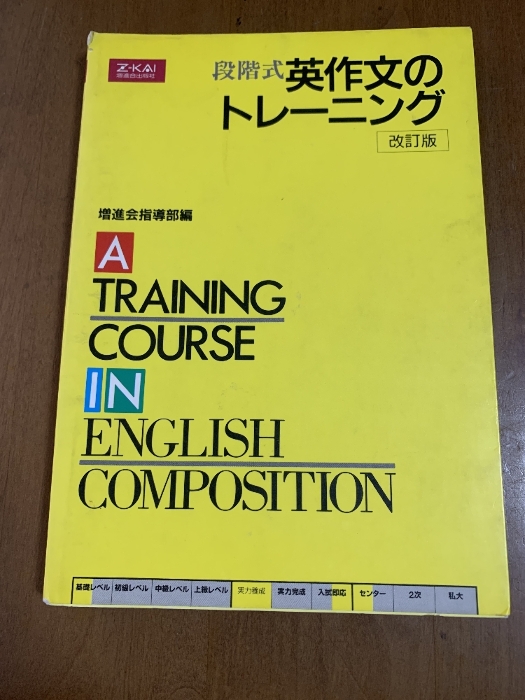 Z-KAI
増進会出版社
段階式 英作文の
トレーニング
改訂版
増進会指導部編
A
TRAINING
COURSE
IN
ENGLISH
COMPOSITION
基礎レベル 初級レベル 中級レベル 上級レベル 実力養成 実力完成 入試即応 センター 2次 私大